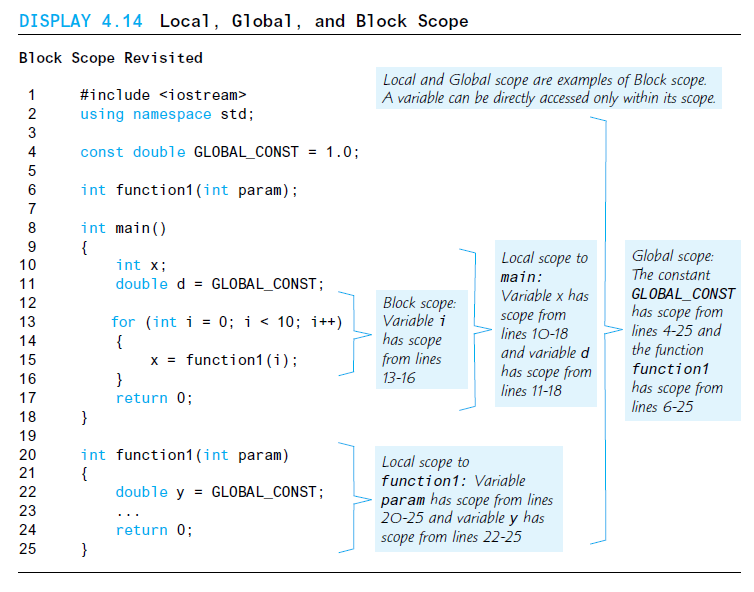 DISPLAY 4.14 Local, Global, and Block Scope
Block Scope Revisited
Local and Global scope are examples of Block scope.
A variable can be directly accessed only within its scope.
1 #include <iostream>
2 using namespace std;
3
4 const double GLOBAL_CONST = 1.0;
5
6 int function1(int param);
7
8 int main()
9 {
10 int x;
11 double d = GLOBAL_CONST;
12
13 for (int i = 0; i < 10; i++)
14 {
15 x = function1(i);
16 }
17 return 0;
18 }
19
20 int function1(int param)
21 {
22 double y = GLOBAL_CONST;
23 ...
24 return 0;
25 }
Block scope:
Variable i
has scope
from lines
13-16
Local scope to
main:
Variable x has
scope from
lines 10-18
and variable d
has scope from
lines 11-18
Global scope:
The constant
GLOBAL_CONST
has scope from
lines 4-25 and
the function
function1
has scope from
lines 6-25
Local scope to
function1: Variable
param has scope from lines
20-25 and variable y has
scope from lines 22-25